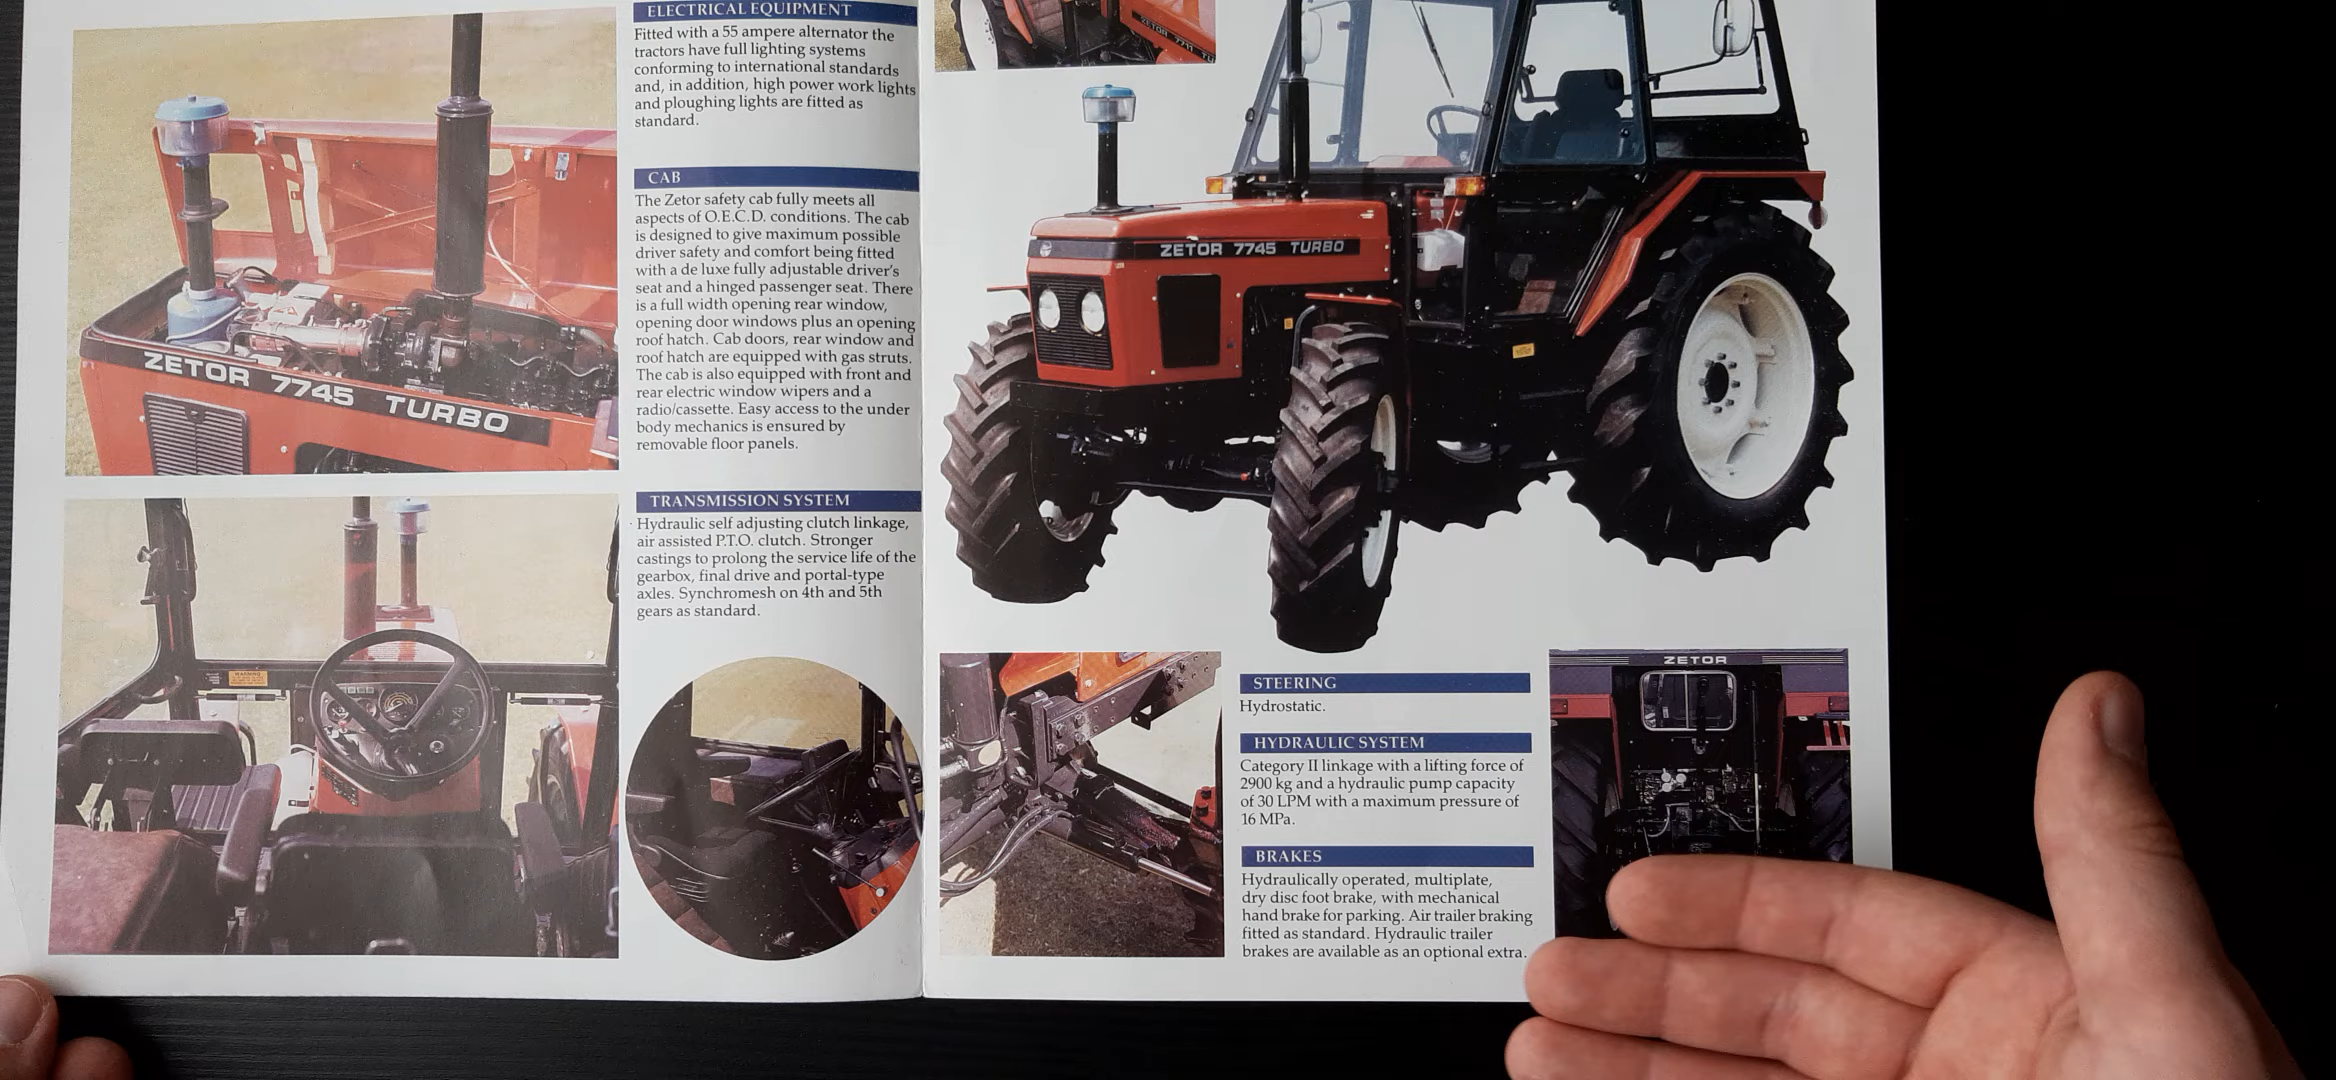 ELECTRICAL EQUIPMENT
Fitted with a 55 ampere alternator the
tractors have full lighting systems
conforming to international standards
and, in addition, high power work lights
and ploughing lights are fitted as
standard.
CAB
The Zetor safety cab fully meets all
aspects of O.E.C.D. conditions. The cab
is designed to give maximum possible
driver safety and comfort being fitted
with a de luxe fully adjustable driver's
seat and a hinged passenger seat. There
is a full width opening rear window,
opening door windows plus an opening
roof hatch. Cab doors, rear window and
roof hatch are equipped with gas struts.
The cab is also equipped with front and
rear electric window wipers and a
radio/cassette. Easy access to the under
body mechanics is ensured by
removable floor panels.
ZETOR 7745 TURBO
TRANSMISSION SYSTEM
Hydraulic self adjusting clutch linkage,
air assisted P.T.O. clutch. Stronger
castings to prolong the service life of the
gearbox, final drive and portal-type
axles. Synchromesh on 4th and 5th
gears as standard.
WARNING
ZETOR 7711 TU
ZETOR 7745 TURBO
STEERING
Hydrostatic.
HYDRAULIC SYSTEM
Category II linkage with a lifting force of
2900 kg and a hydraulic pump capacity
of 30 LPM with a maximum pressure of
16 MPa.
BRAKES
Hydraulically operated, multiplate,
dry disc foot brake, with mechanical
hand brake for parking. Air trailer braking
fitted as standard. Hydraulic trailer
brakes are available as an optional extra.
ZETOR